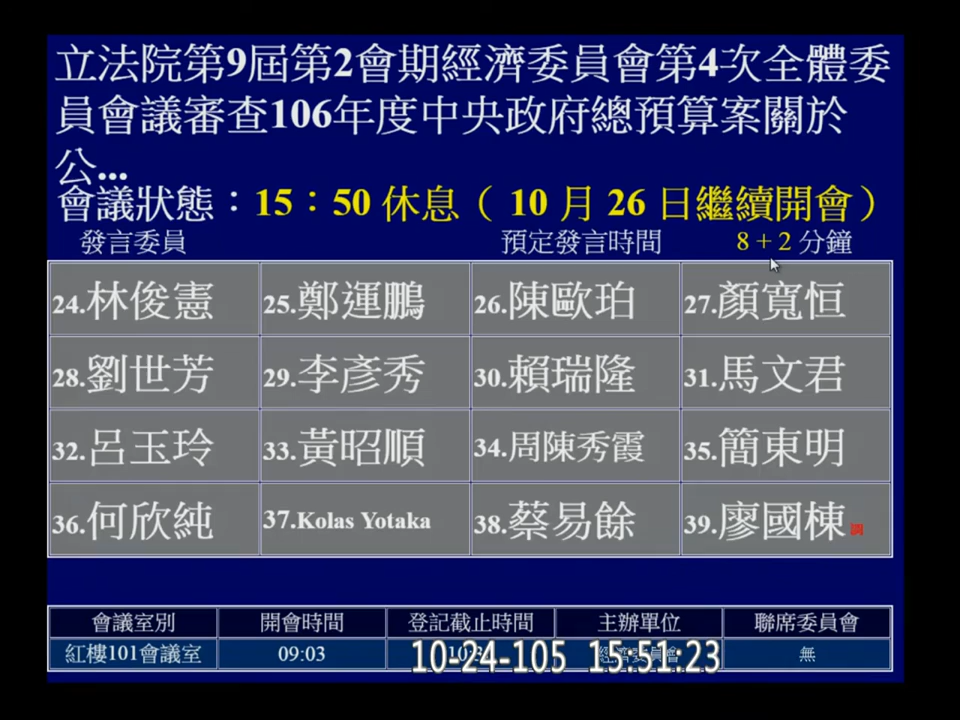 立法院第9屆第2會期經濟委員會第4次全體委
員會議審查106年度中央政府總預算案關於
公...
會議狀態：15：50 休息（ 10 月 26 日繼續開會）
發言委員 預定發言時間 8 + 2 分鐘
24.林俊憲 25.鄭運鵬 26.陳歐珀 27.顏寬恒
28.劉世芳 29.李彥秀 30.賴瑞隆 31.馬文君
32.呂玉玲 33.黃昭順 34.周陳秀霞 35.簡東明
36.何欣純 37.Kolas Yotaka 38.蔡易餘 39.廖國棟
會議室別 開會時間 登記截止時間 主辦單位 聯席委員會
紅樓101會議室 09:03 經濟委員會 無
10-24-105 15:51:23